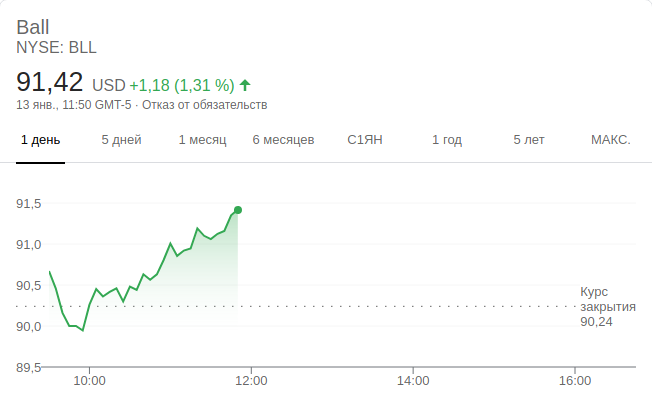 Ball
NYSE: BLL
91,42 USD +1,18 (1,31 %)
13 янв., 11:50 GMT-5 · Отказ от обязательств
1 день 5 дней 1 месяц 6 месяцев С1ЯН 1 год 5 лет МАКС.
91,5
91,0
90,5
90,0
89,5
Курс
закрытия
90,24
10:00 12:00 14:00 16:00